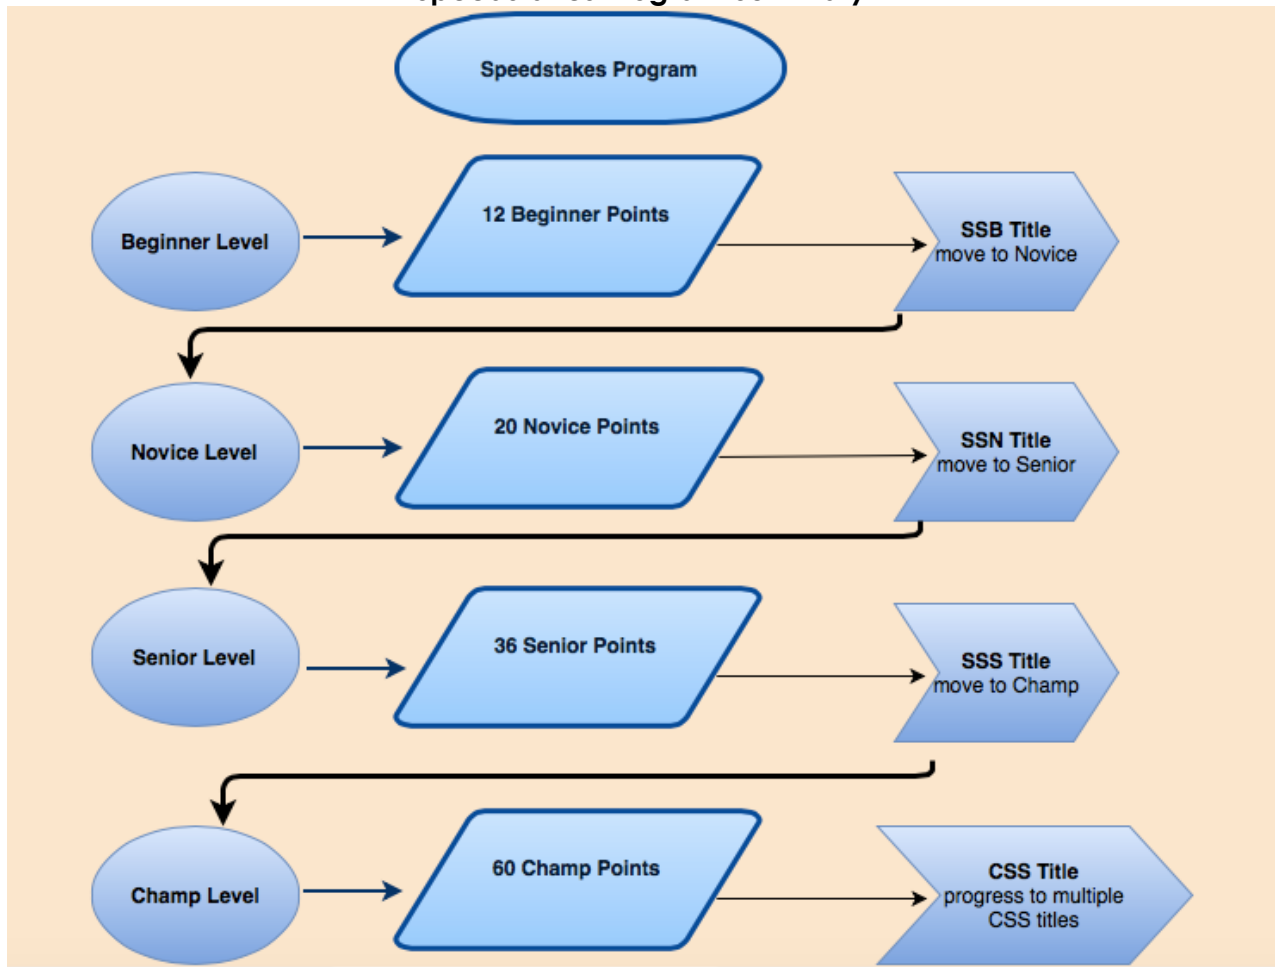 Speedstakes Program
12 Beginner Points
Beginner Level
SSB Title
move to Novice
20 Novice Points
Novice Level
SSN Title
move to Senior
36 Senior Points
Senior Level
SSS Title
move to Champ
60 Champ Points
Champ Level
CSS Title
progress to multiple
CSS titles